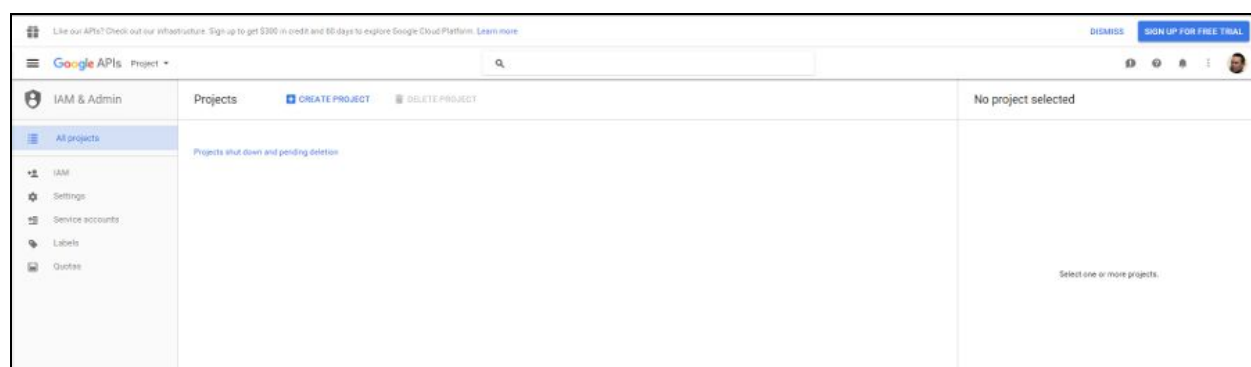 Like our APIs? Check out our infrastructure. Sign up to get $300 in credit and 60 days to explore Google Cloud Platform. Learn more
DISMISS
SIGN UP FOR FREE TRIAL
Google APIs Project
IAM & Admin
Projects
CREATE PROJECT
DELETE PROJECT
No project selected
All projects
Projects shut down and pending deletion
IAM
Settings
Service accounts
Labels
Quotas
Select one or more projects.